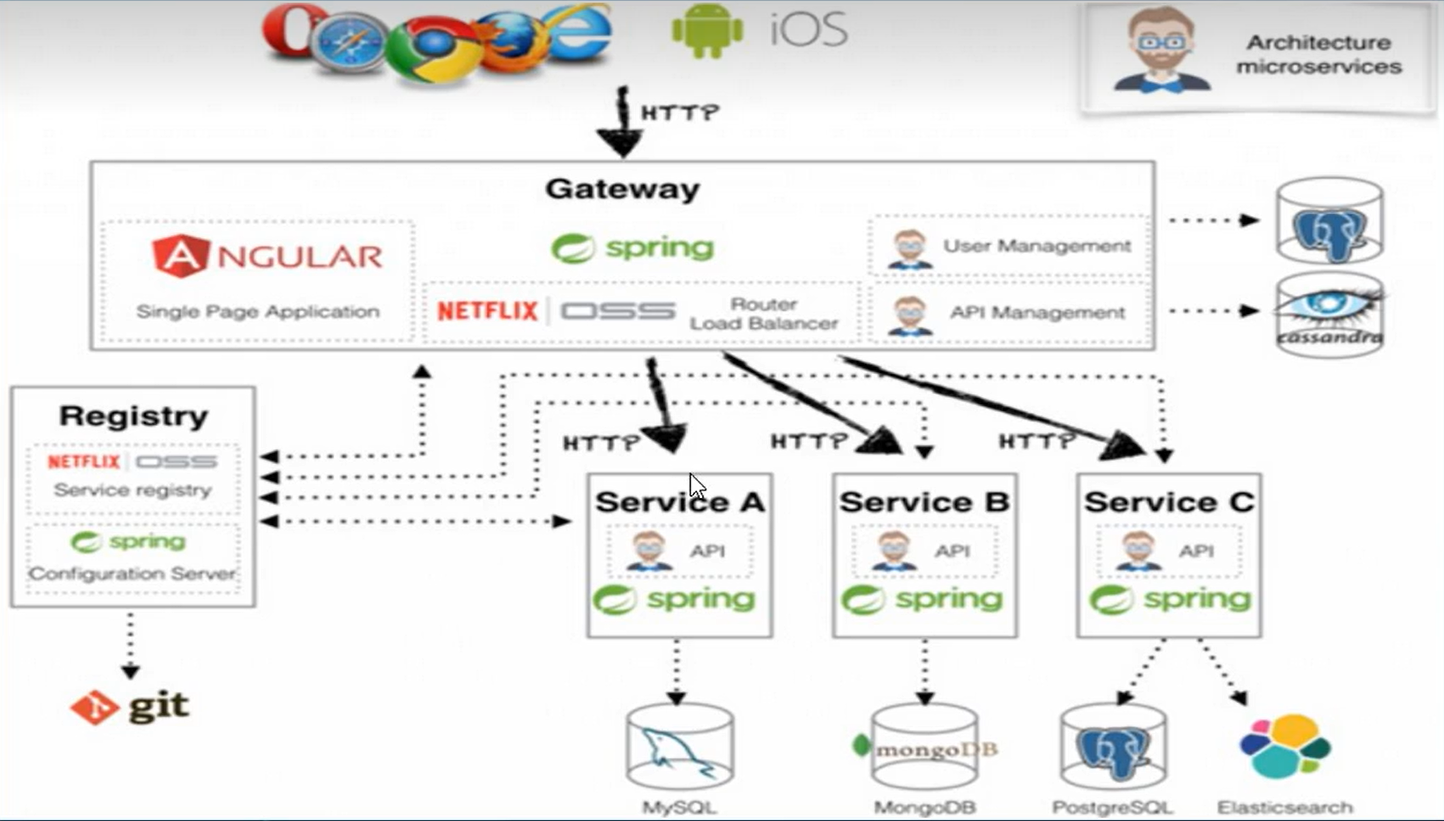 iOS
Architecture
microservices
HTTP
Gateway
ANGULAR
Single Page Application
spring
NETFLIX OSS
Router
Load Balancer
User Management
API Management
cassandra
Registry
NETFLIX OSS
Service registry
spring
Configuration Server
git
HTTP
HTTP
HTTP
Service A
API
spring
Service B
API
spring
Service C
API
spring
mongoDB
MySQL
MongoDB
PostgreSQL
Elasticsearch